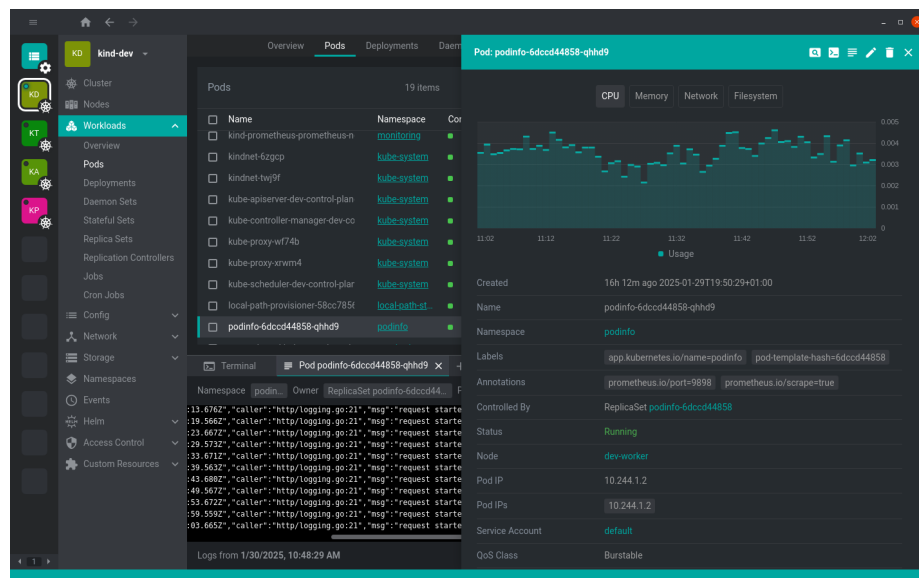 KD
KT
KA
KP
1
KD kind-dev
Cluster
Nodes
Workloads
Overview
Pods
Deployments
Daemon Sets
Stateful Sets
Replica Sets
Replication Controllers
Jobs
Cron Jobs
Config
Network
Storage
Namespaces
Events
Helm
Access Control
Custom Resources
Overview Pods Deployments Daem
Pods 19 items
Name Namespace Cor
kind-prometheus-prometheus-n monitoring
kindnet-6zgcp kube-system
kindnet-twj9f kube-system
kube-apiserver-dev-control-plan kube-system
kube-controller-manager-dev-co kube-system
kube-proxy-wf74b kube-system
kube-proxy-xrwm4 kube-system
kube-scheduler-dev-control-plar kube-system
local-path-provisioner-58cc7856 local-path-st...
podinfo-6dccd44858-qhhd9 podinfo
Terminal Pod podinfo-6dccd44858-qhhd9
Namespace podin... Owner ReplicaSet podinfo-6dccd44... P
:13.676Z","caller":"http/logging.go:21","msg":"request starte
:19.566Z","caller":"http/logging.go:21","msg":"request starte
:23.667Z","caller":"http/logging.go:21","msg":"request starte
:29.573Z","caller":"http/logging.go:21","msg":"request starte
:33.671Z","caller":"http/logging.go:21","msg":"request starte
:39.563Z","caller":"http/logging.go:21","msg":"request starte
:43.680Z","caller":"http/logging.go:21","msg":"request starte
:49.567Z","caller":"http/logging.go:21","msg":"request starte
:53.672Z","caller":"http/logging.go:21","msg":"request starte
:59.559Z","caller":"http/logging.go:21","msg":"request starte
:03.665Z","caller":"http/logging.go:21","msg":"request starte
Logs from 1/30/2025, 10:48:29 AM
Pod: podinfo-6dccd44858-qhhd9
CPU Memory Network Filesystem
0.005
0.004
0.003
0.002
0.001
0
11:02 11:12 11:22 11:32 11:42 11:52 12:02
Usage
Created 16h 12m ago 2025-01-29T19:50:29+01:00
Name podinfo-6dccd44858-qhhd9
Namespace podinfo
Labels app.kubernetes.io/name=podinfo pod-template-hash=6dccd44858
Annotations prometheus.io/port=9898 prometheus.io/scrape=true
Controlled By ReplicaSet podinfo-6dccd44858
Status Running
Node dev-worker
Pod IP 10.244.1.2
Pod IPs 10.244.1.2
Service Account default
QoS Class Burstable